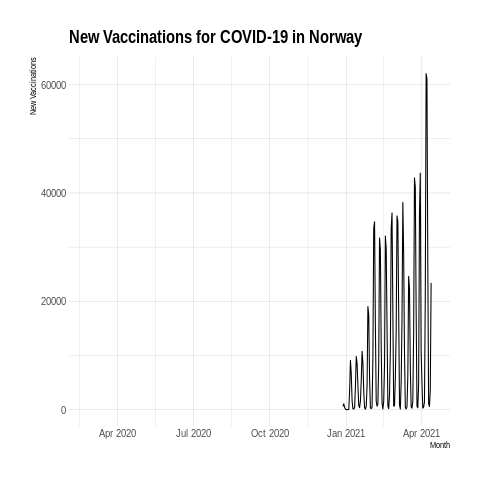 New Vaccinations for COVID-19 in Norway
New Vaccinations
60000
40000
20000
0
Apr 2020 Jul 2020 Oct 2020 Jan 2021 Apr 2021
Month